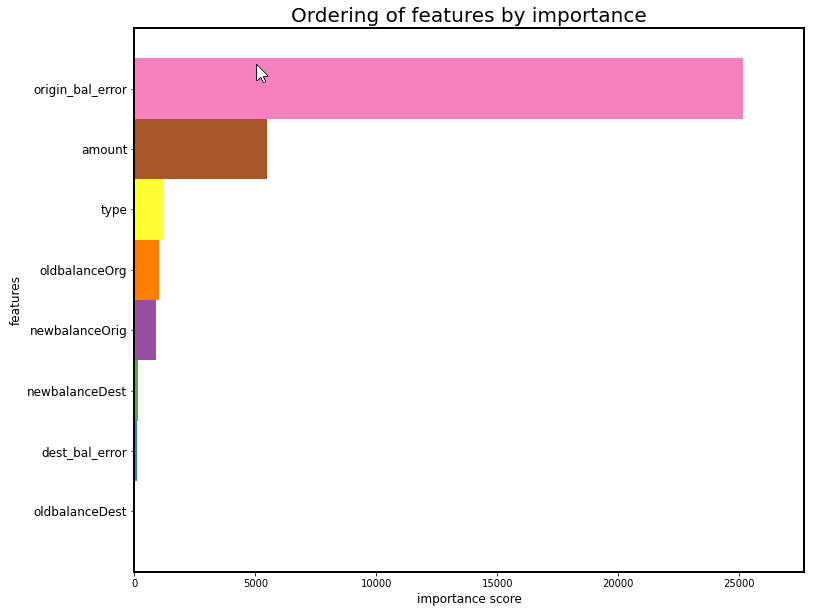 Ordering of features by importance
origin_bal_error
amount
type
oldbalanceOrg
newbalanceOrig
newbalanceDest
dest_bal_error
oldbalanceDest
features
0 5000 10000 15000 20000 25000
importance score